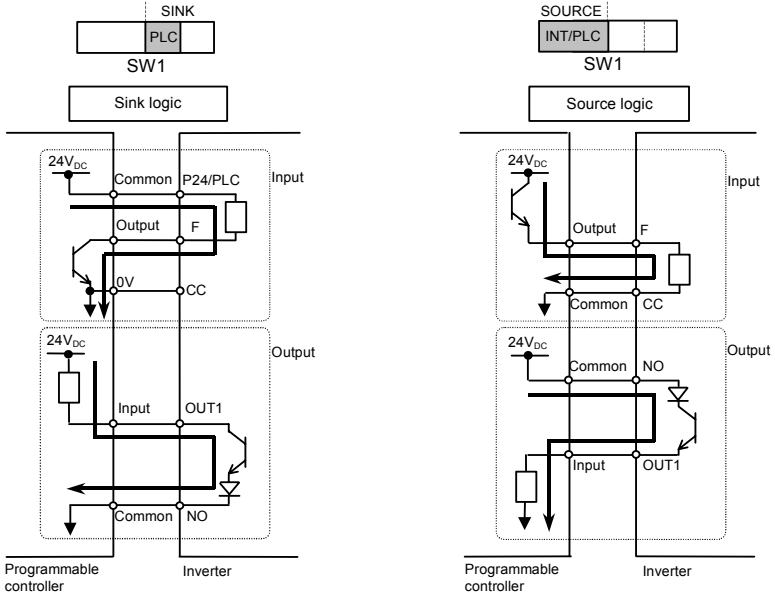 SINK
PLC
SW1
Sink logic
24VDC
Common P24/PLC
Input
Output F
0V
CC
24VDC
Output
Input OUT1
Common NO
Programmable
controller
Inverter
SOURCE
INT/PLC
SW1
Source logic
24VDC
Input
Output F
Common CC
24VDC
Output
Common NO
Input OUT1
Programmable
controller
Inverter